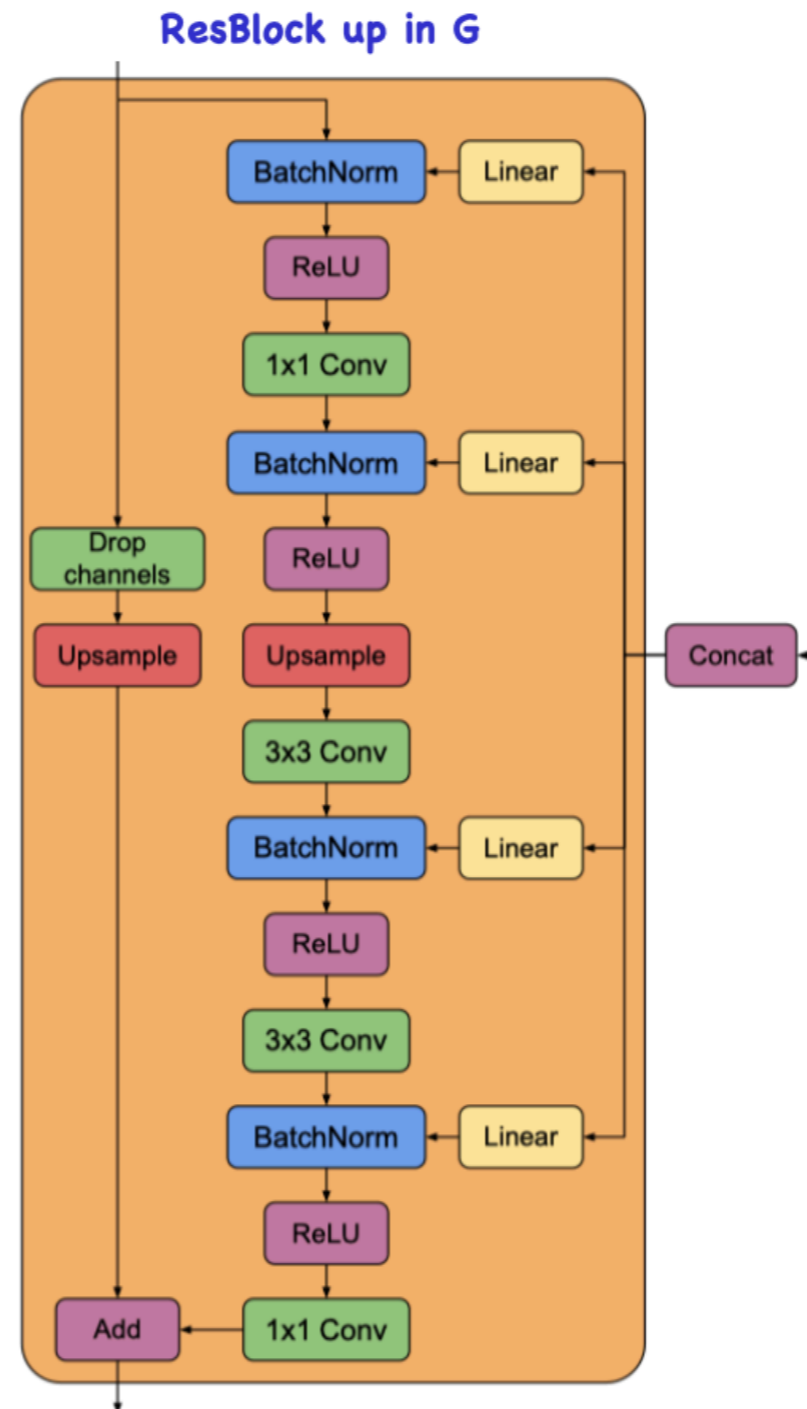 ResBlock up in G
BatchNorm
Linear
ReLU
1x1 Conv
BatchNorm
Linear
Drop
channels
ReLU
Upsample
Upsample
Concat
3x3 Conv
BatchNorm
Linear
ReLU
3x3 Conv
BatchNorm
Linear
ReLU
Add
1x1 Conv